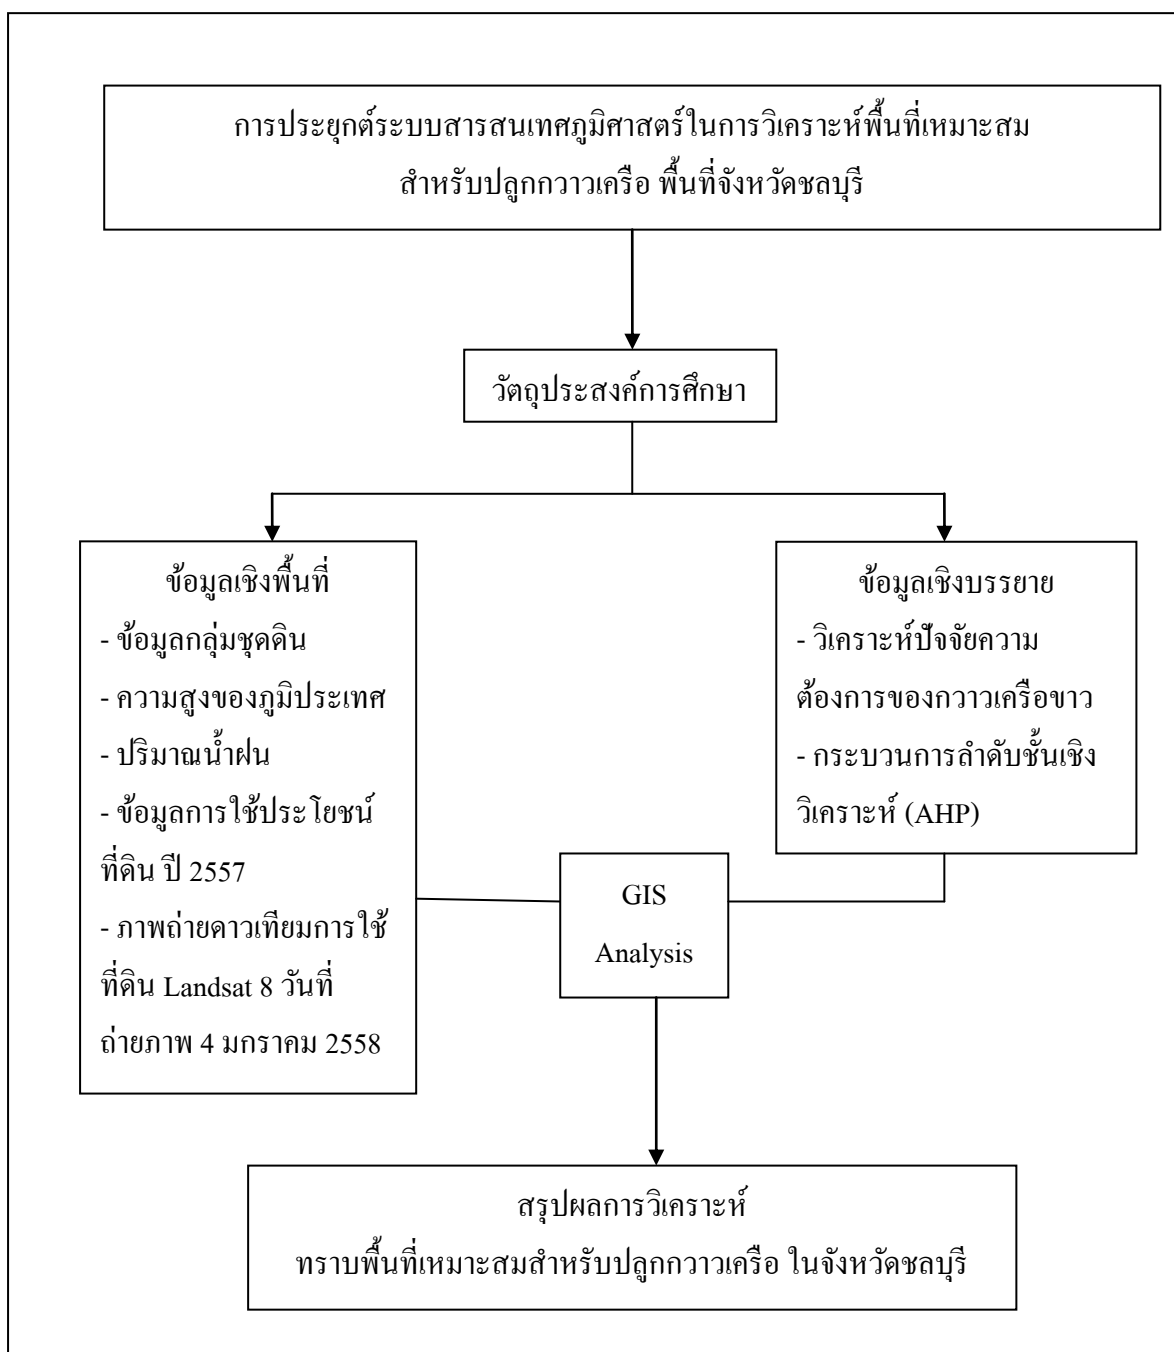 การประยุกต์ระบบสารสนเทศภูมิศาสตร์ในการวิเคราะห์พื้นที่เหมาะสม
สำหรับปลูกกวาวเครือ พื้นที่จังหวัดชลบุรี
วัตถุประสงค์การศึกษา
ข้อมูลเชิงพื้นที่
- ข้อมูลกลุ่มชุดดิน
- ความสูงของภูมิประเทศ
- ปริมาณน้ำฝน
- ข้อมูลการใช้ประโยชน์
ที่ดิน ปี 2557
- ภาพถ่ายดาวเทียมการใช้
ที่ดิน Landsat 8 วันที่
ถ่ายภาพ 4 มกราคม 2558
ข้อมูลเชิงบรรยาย
- วิเคราะห์ปัจจัยความ
ต้องการของกวาวเครือขาว
- กระบวนการลำดับชั้นเชิง
วิเคราะห์ (AHP)
GIS
Analysis
สรุปผลการวิเคราะห์
ทราบพื้นที่เหมาะสมสำหรับปลูกกวาวเครือ ในจังหวัดชลบุรี